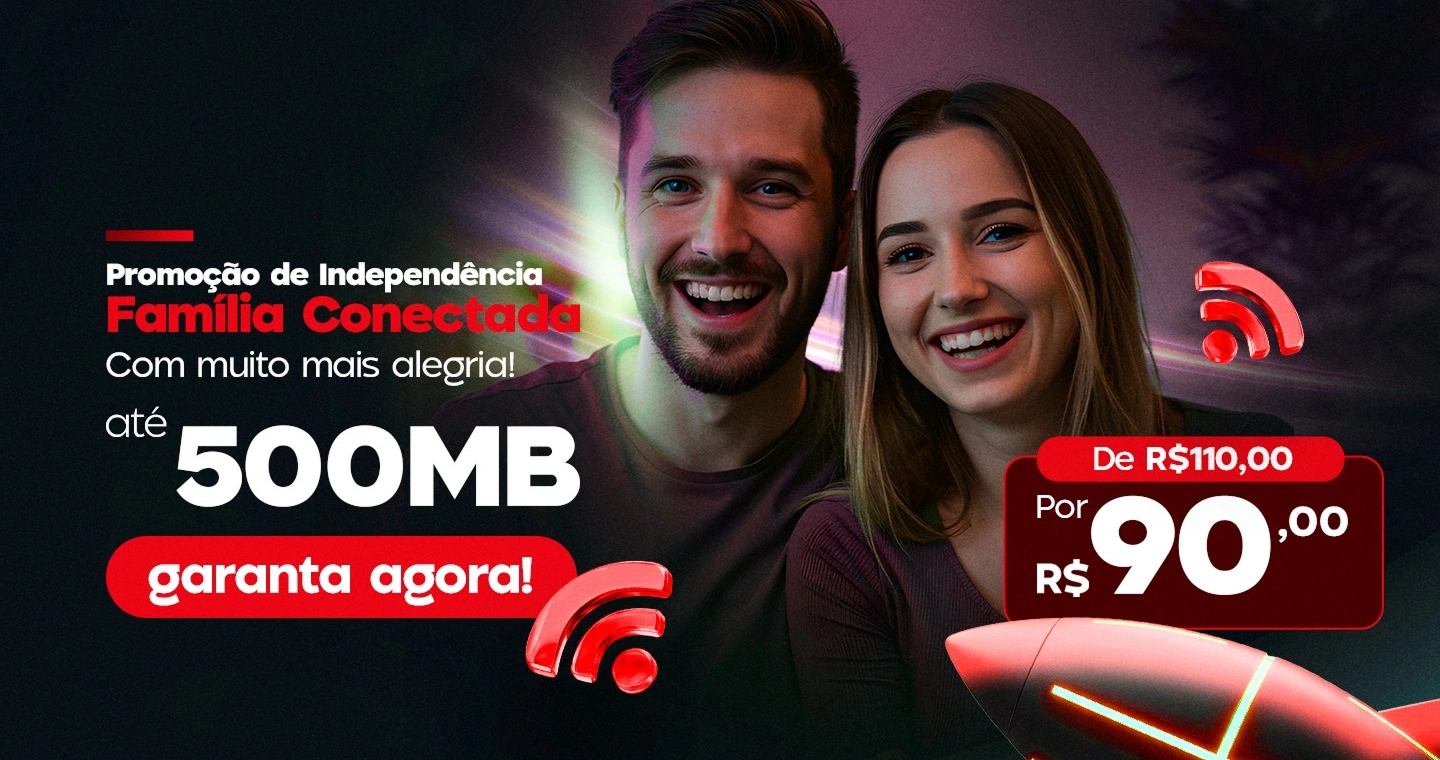 Promoção de Independência
Família Conectada
Com muito mais alegria!
até
500MB
garanta agora!
De R$110,00
Por
R$ 90,00